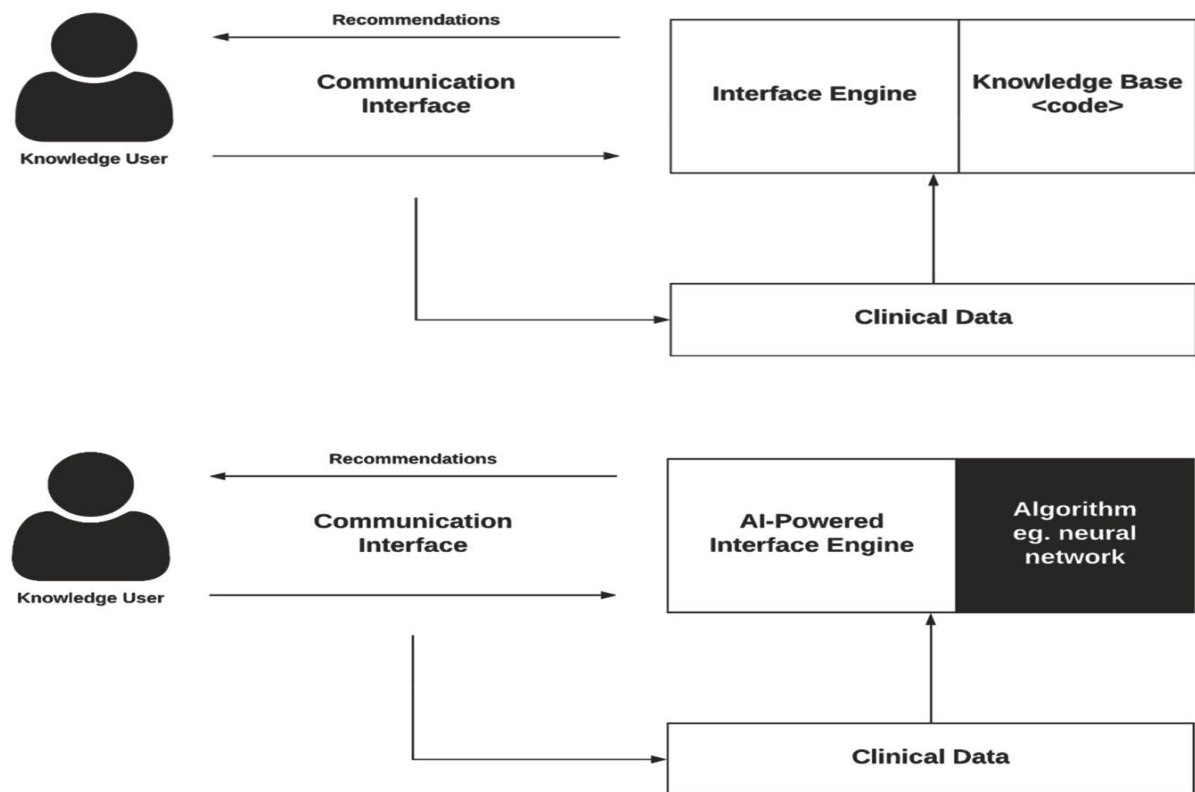 Recommendations
Communication
Interface
Knowledge User
Interface Engine
Knowledge Base
<code>
Clinical Data
Recommendations
Communication
Interface
Knowledge User
AI-Powered
Interface Engine
Algorithm
eg. neural
network
Clinical Data